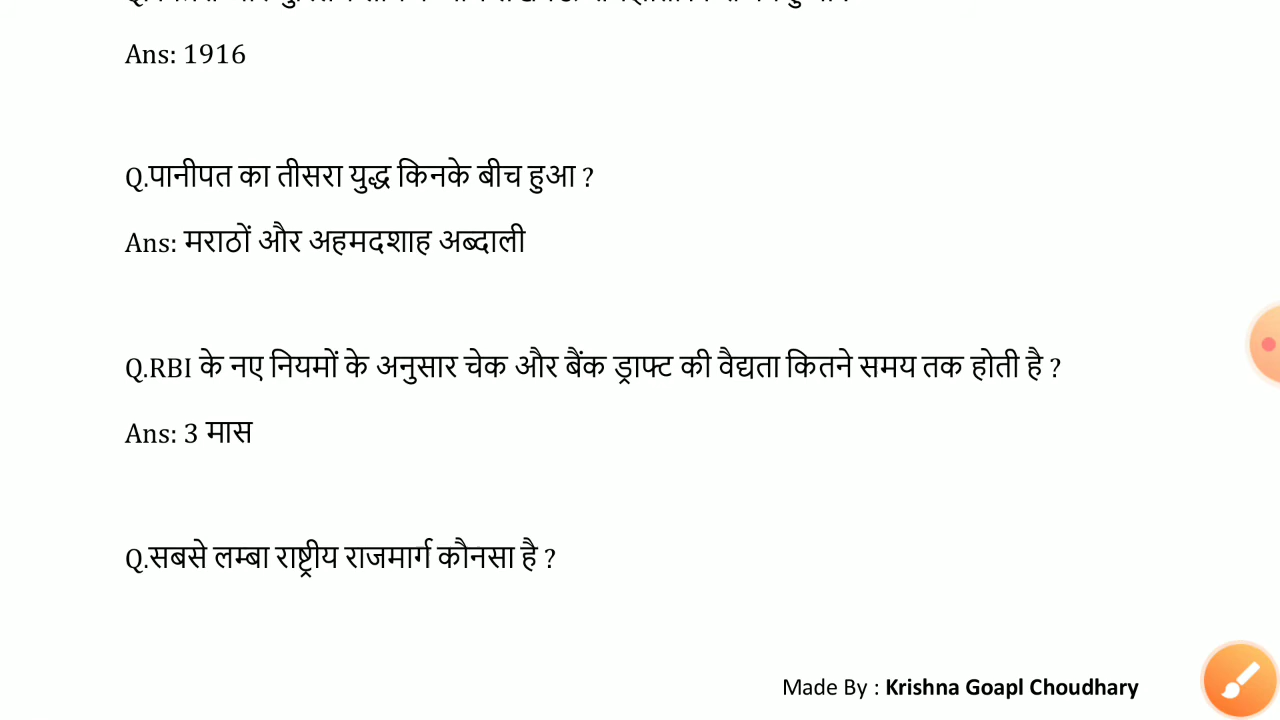 Ans: 1916
Q.पानीपत का तीसरा युद्ध किनके बीच हुआ ?
Ans: मराठों और अहमदशाह अब्दाली
Q.RBI के नए नियमों के अनुसार चेक और बैंक ड्राफ्ट की वैद्यता कितने समय तक होती है ?
Ans: 3 मास
Q.सबसे लम्बा राष्ट्रीय राजमार्ग कौनसा है ?
Made By : Krishna Goapl Choudhary